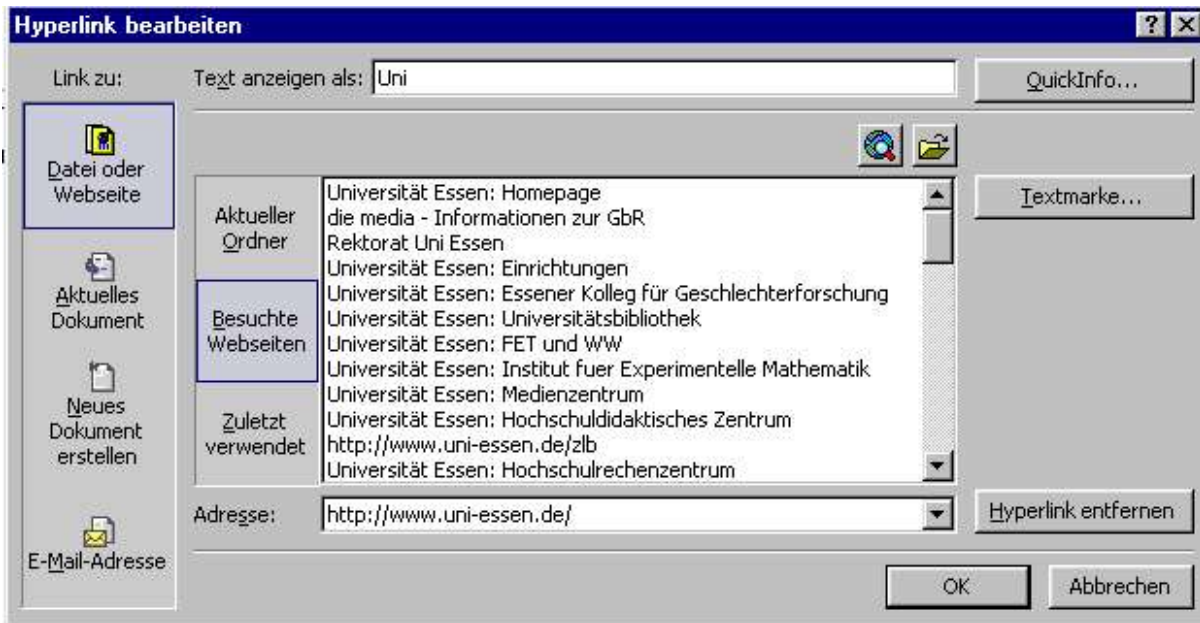 Hyperlink bearbeiten
Link zu:
Text anzeigen als: Uni
QuickInfo...
Datei oder
Webseite
Aktuelles
Dokument
Neues
Dokument
erstellen
E-Mail-Adresse
Aktueller
Ordner
Besuchte
Webseiten
Zuletzt
verwendet
Universität Essen: Homepage
die media - Informationen zur GbR
Rektorat Uni Essen
Universität Essen: Einrichtungen
Universität Essen: Essener Kolleg für Geschlechterforschung
Universität Essen: Universitätsbibliothek
Universität Essen: FET und WW
Universität Essen: Institut fuer Experimentelle Mathematik
Universität Essen: Medienzentrum
Universität Essen: Hochschuldidaktisches Zentrum
http://www.uni-essen.de/zlb
Universität Essen: Hochschulrechenzentrum
Textmarke...
Adresse: http://www.uni-essen.de/
Hyperlink entfernen
OK
Abbrechen